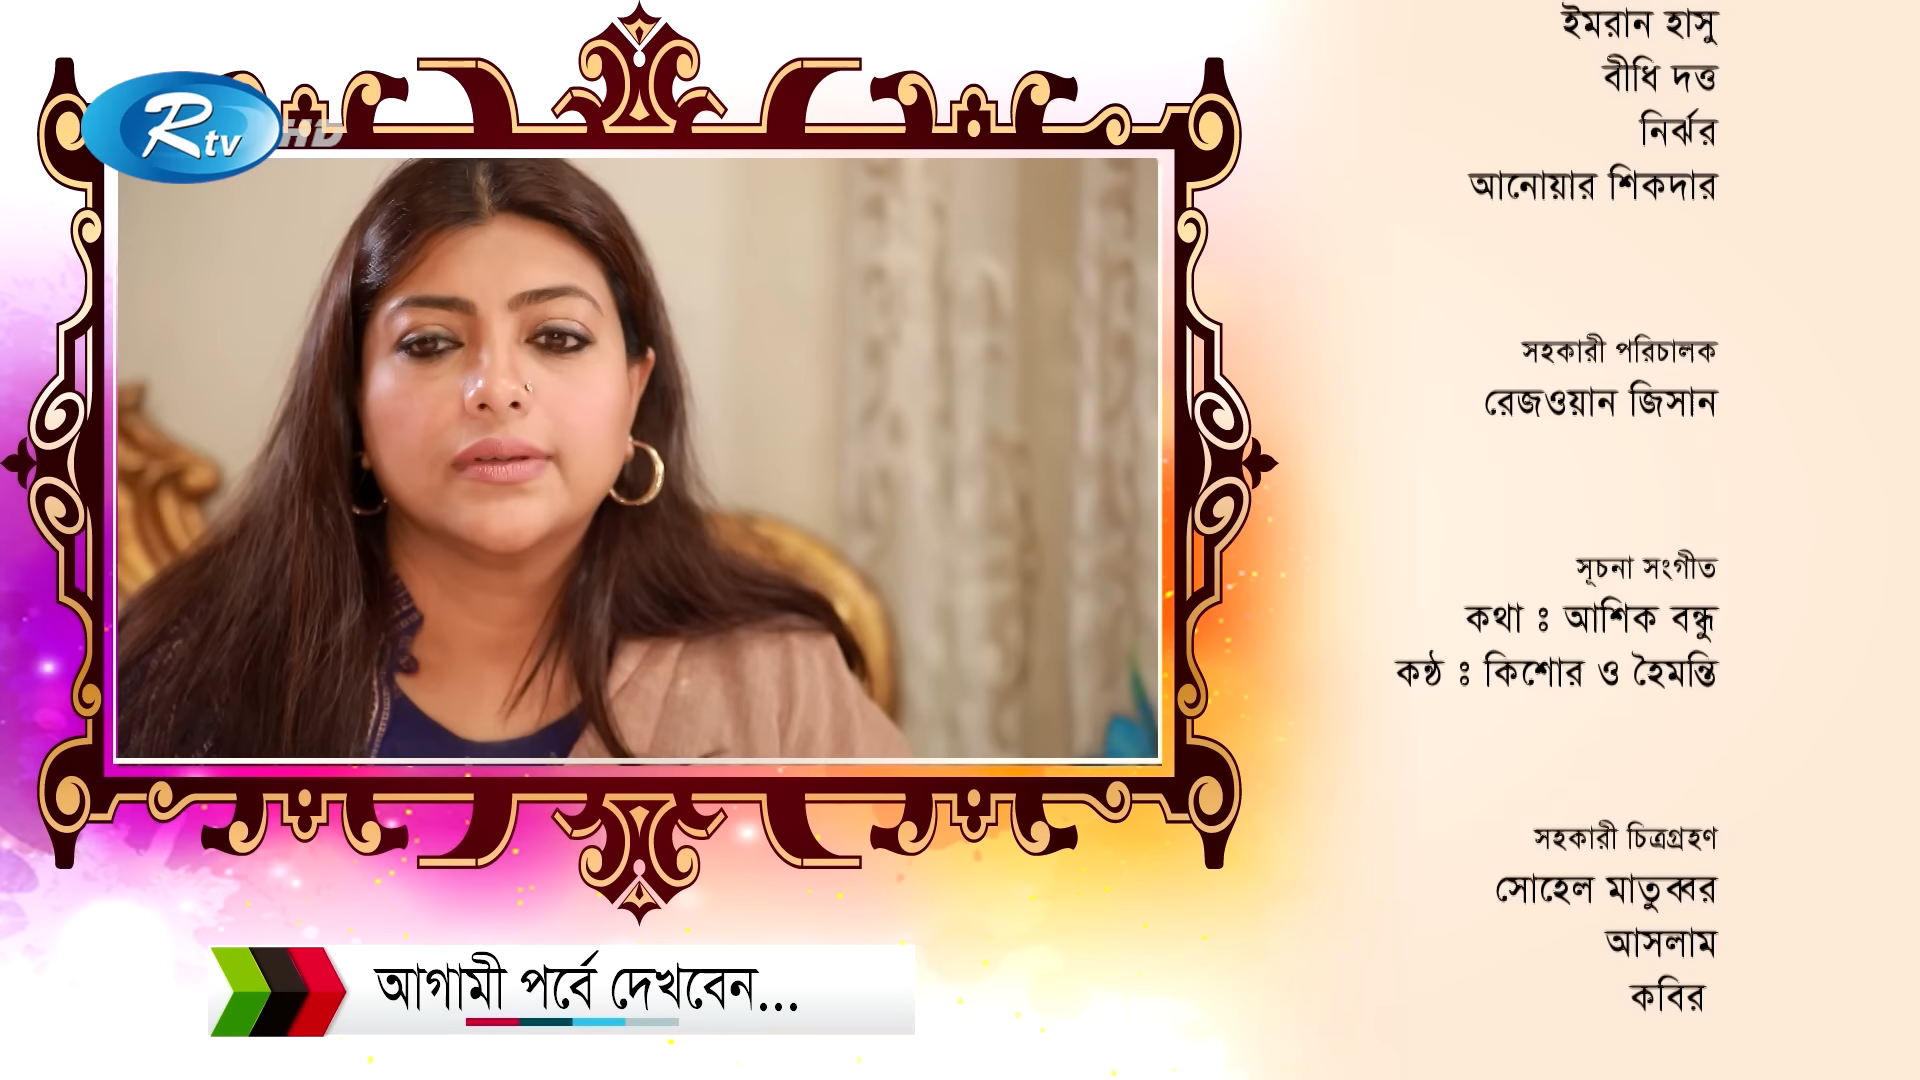 Rtv HD
ইমরান হাসু
বীধি দত্ত
নির্ঝর
আনোয়ার শিকদার
সহকারী পরিচালক
রেজওয়ান জিসান
সূচনা সংগীত
কথা ঃ আশিক বন্ধু
কন্ঠ ঃ কিশোর ও হৈমন্তি
সহকারী চিত্রগ্রহণ
সোহেল মাতুব্বর
আসলাম
কবির
আগামী পর্বে দেখবেন...